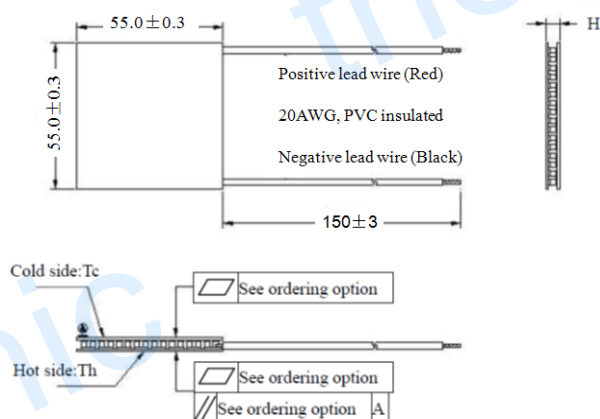 55.0±0.3
H
55.0±0.3
Positive lead wire (Red)
20AWG, PVC insulated
Negative lead wire (Black)
150±3
Cold side:Tc
See ordering option
Hot side:Th
See ordering option
See ordering option A